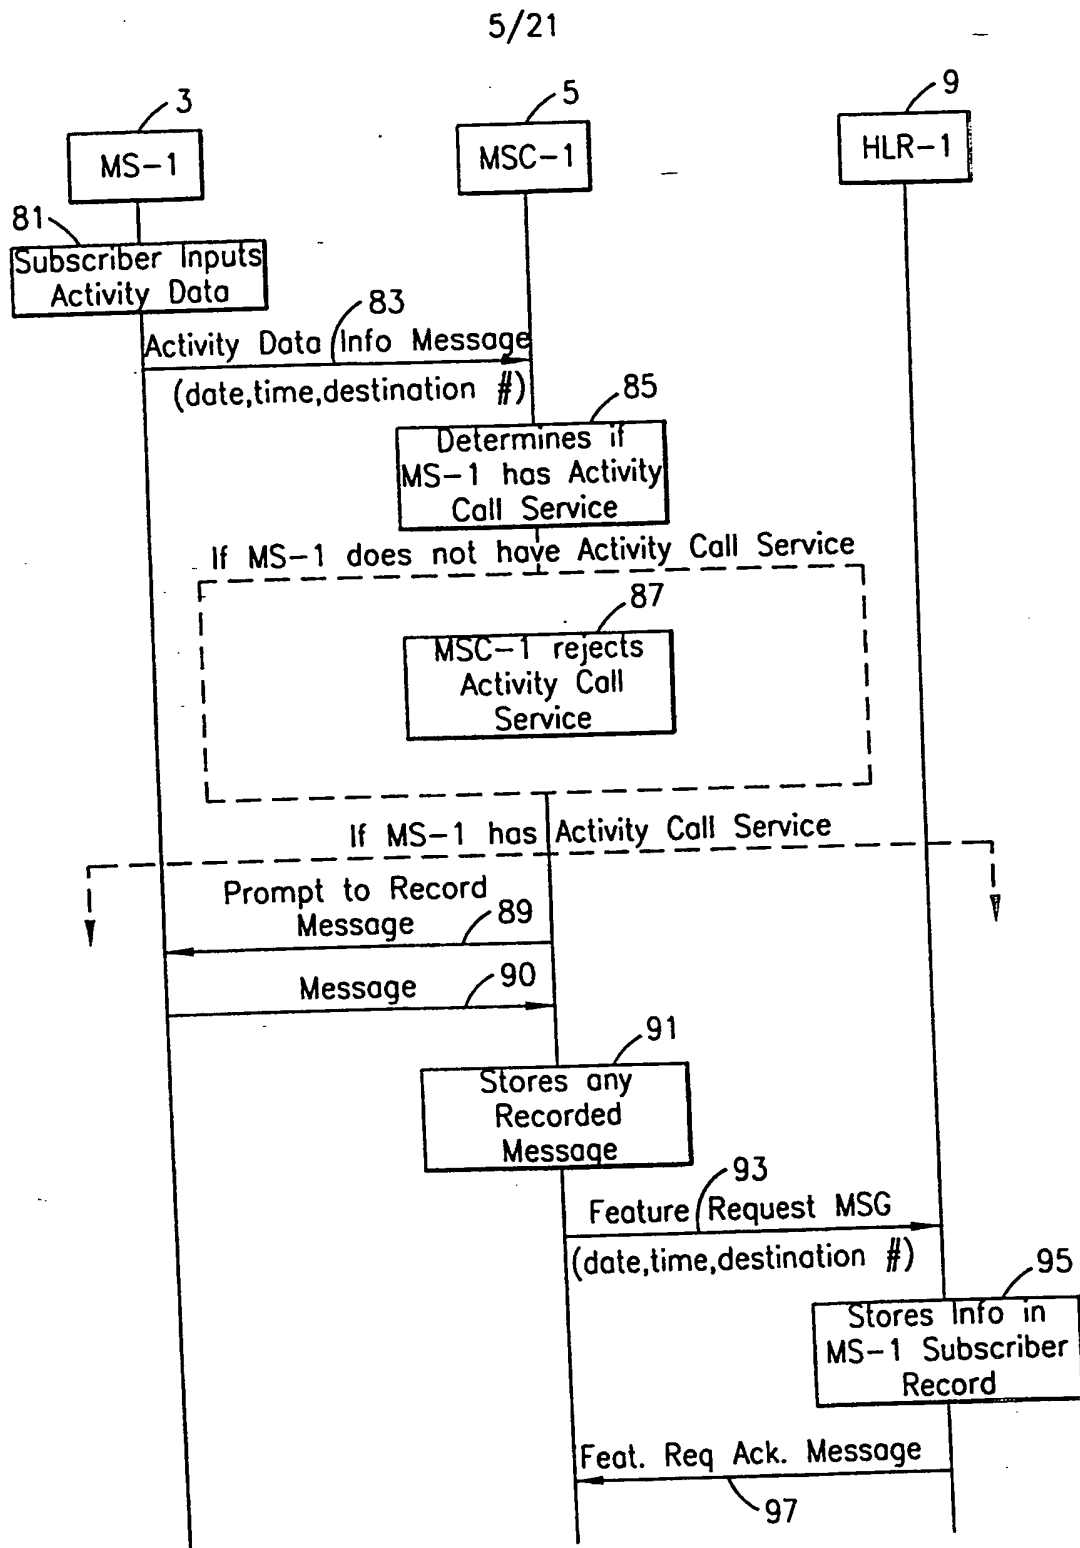 5/21
3
5
9
MS-1
MSC-1
HLR-1
81
Subscriber Inputs
Activity Data
83
Activity Data Info Message
(date,time,destination #)
85
Determines if
MS-1 has Activity
Call Service
If MS-1 does not have Activity Call Service
87
MSC-1 rejects
Activity Call
Service
If MS-1 has Activity Call Service
Prompt to Record
Message
89
Message
90
91
Stores any
Recorded
Message
93
Feature Request MSG
(date,time,destination #)
95
Stores Info in
MS-1 Subscriber
Record
Feat. Req Ack. Message
97